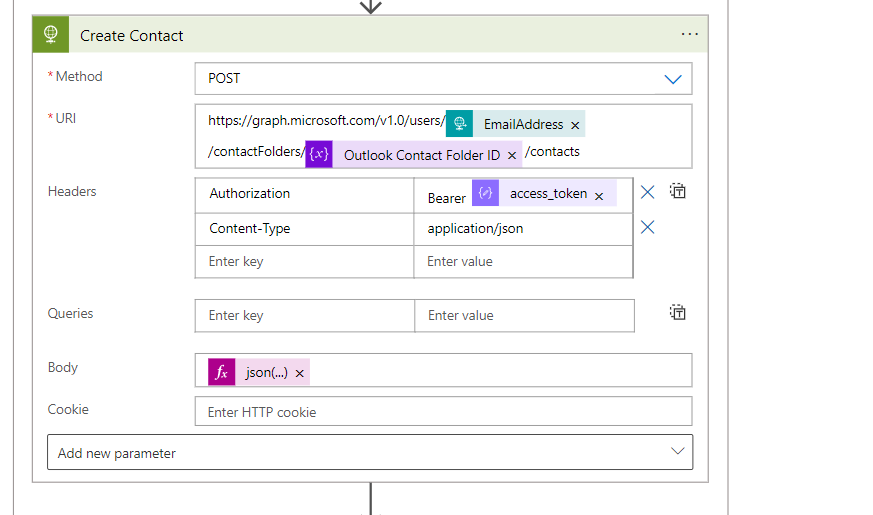 Create Contact ...
* Method POST
* URI https://graph.microsoft.com/v1.0/users/ EmailAddress ×
/contactFolders/ {x} Outlook Contact Folder ID × /contacts
Headers Authorization Bearer access_token ×
Content-Type application/json
Enter key Enter value
Queries Enter key Enter value
Body fx json(...) ×
Cookie Enter HTTP cookie
Add new parameter